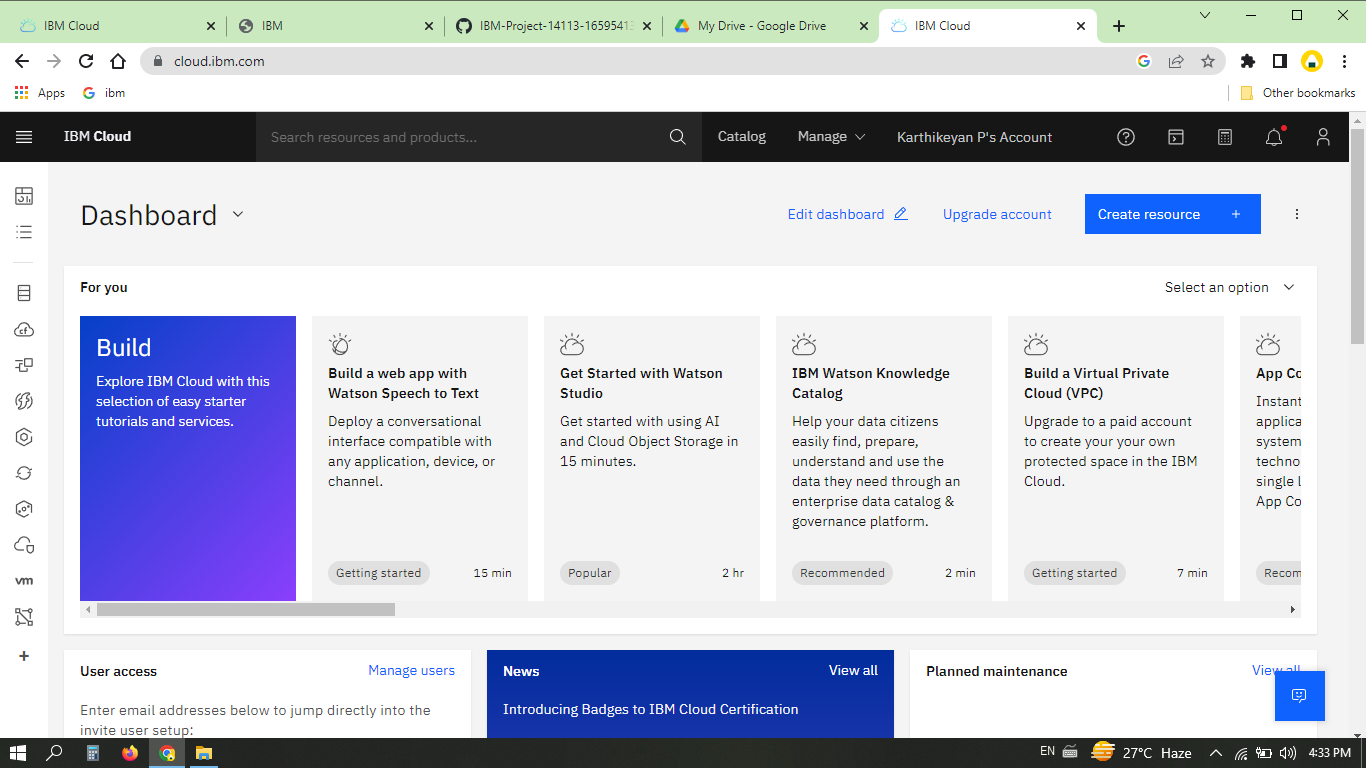 IBM Cloud
IBM
IBM-Project-14113-16595413
My Drive - Google Drive
IBM Cloud
cloud.ibm.com
Apps
ibm
Other bookmarks
IBM Cloud
Search resources and products...
Catalog
Manage
Karthikeyan P's Account
Dashboard
Edit dashboard
Upgrade account
Create resource +
For you
Select an option
Build
Explore IBM Cloud with this
selection of easy starter
tutorials and services.
Build a web app with
Watson Speech to Text
Deploy a conversational
interface compatible with
any application, device, or
channel.
Getting started
15 min
Get Started with Watson
Studio
Get started with using AI
and Cloud Object Storage in
15 minutes.
Popular
2 hr
IBM Watson Knowledge
Catalog
Help your data citizens
easily find, prepare,
understand and use the
data they need through an
enterprise data catalog &
governance platform.
Recommended
2 min
Build a Virtual Private
Cloud (VPC)
Upgrade to a paid account
to create your your own
protected space in the IBM
Cloud.
Getting started
7 min
App Co
Instant
applica
system
techno
single l
App Co
Recom
cf
vm
User access
Manage users
Enter email addresses below to jump directly into the
invite user setup:
News
View all
Introducing Badges to IBM Cloud Certification
Planned maintenance
View all
EN
27°C Haze
4:33 PM